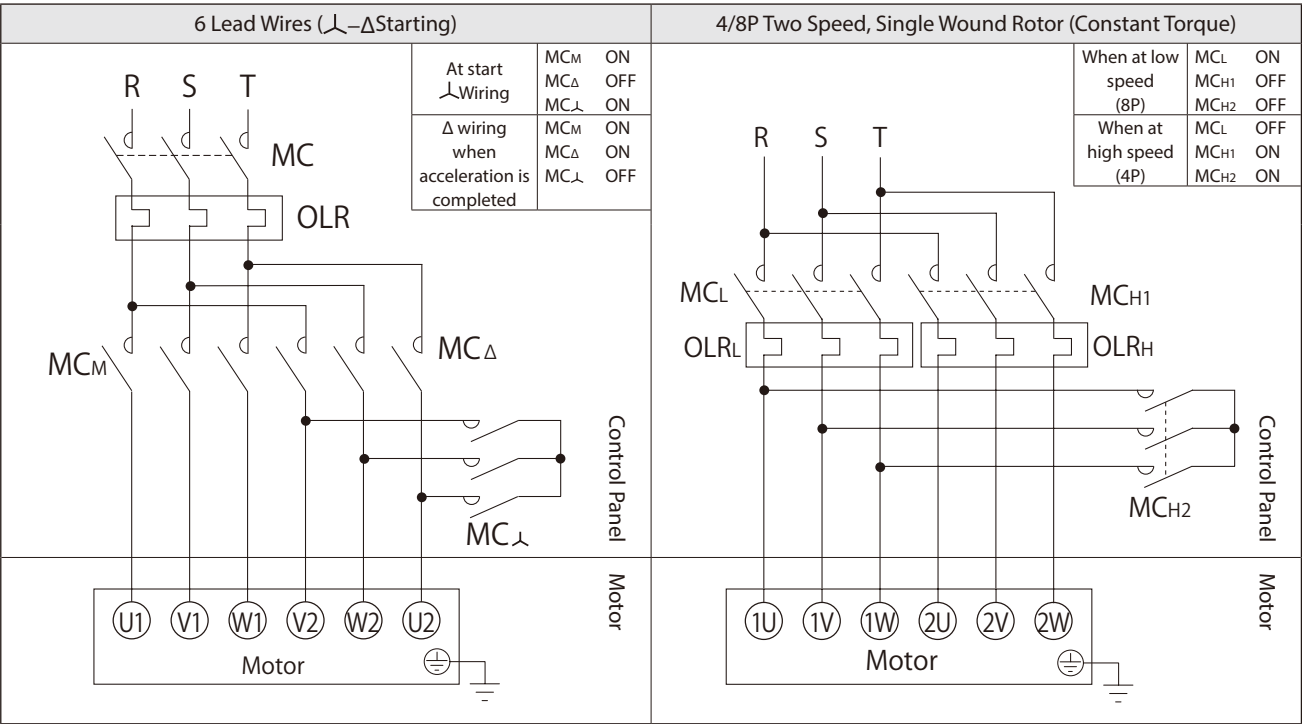 6 Lead Wires (⅄–ΔStarting)
At start
⅄Wiring
MCM ON
MCΔ OFF
MC⅄ ON
Δ wiring
when
acceleration is
completed
MCM ON
MCΔ ON
MC⅄ OFF
R S T
MC
OLR
MCM
MCΔ
MC⅄
Control Panel
Motor
U1 V1 W1 V2 W2 U2
Motor
4/8P Two Speed, Single Wound Rotor (Constant Torque)
When at low
speed
(8P)
MCL ON
MCH1 OFF
MCH2 OFF
When at
high speed
(4P)
MCL OFF
MCH1 ON
MCH2 ON
R S T
MCL
MCH1
OLRL
OLRH
MCH2
Control Panel
Motor
1U 1V 1W 2U 2V 2W
Motor